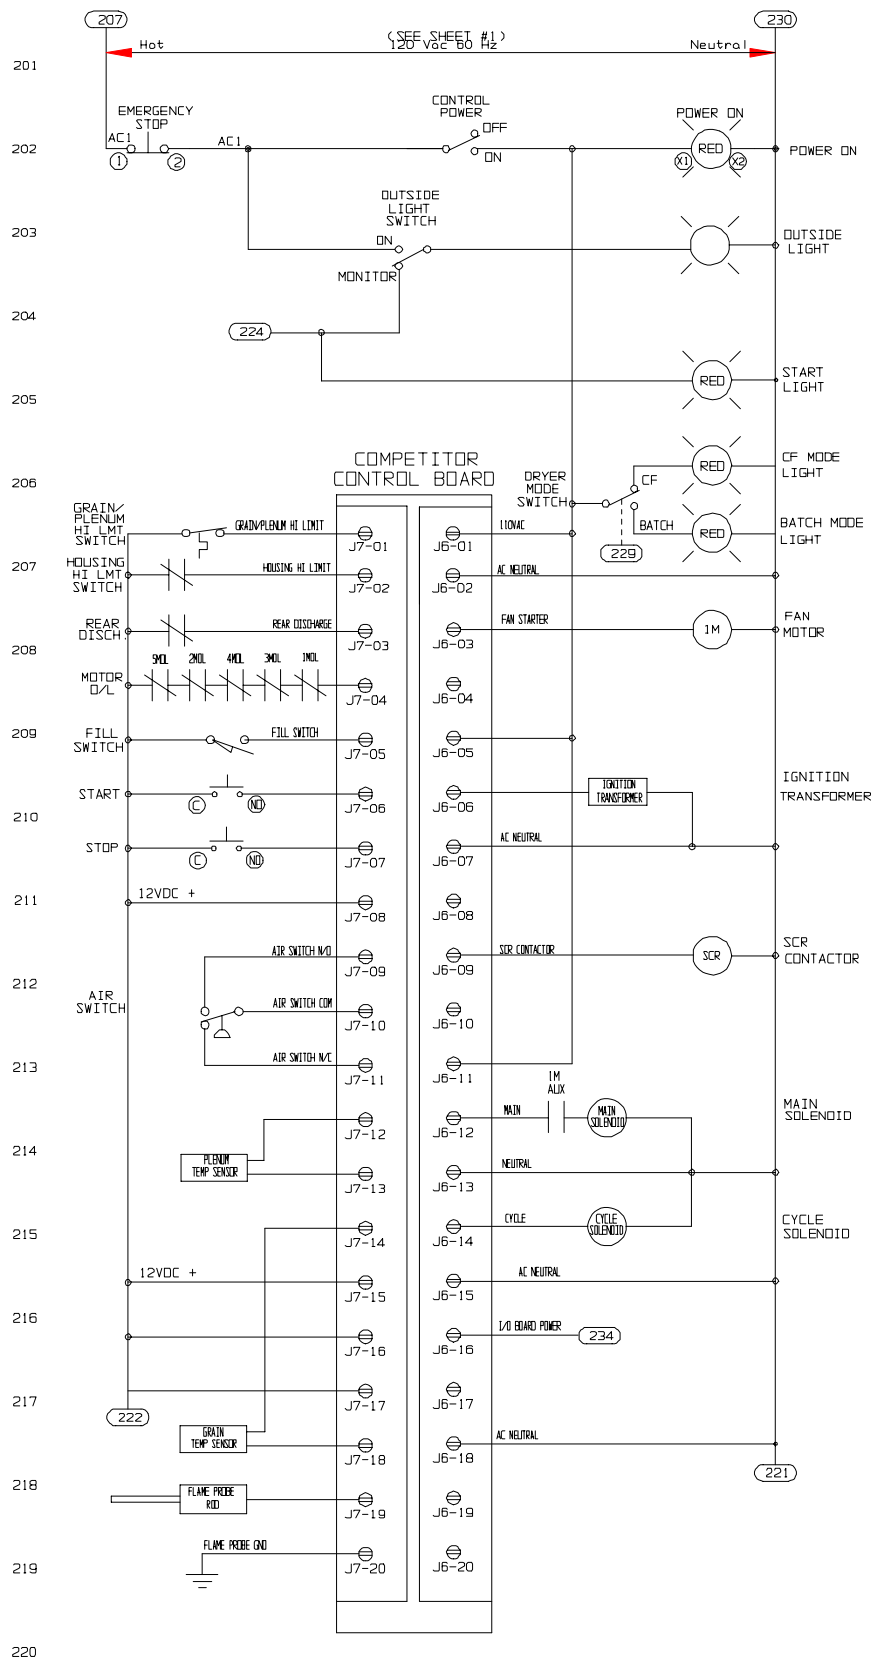 207
230
(SEE SHEET #1)
120 Vac 60 Hz
Hot
Neutral
201
EMERGENCY
STOP
CONTROL
POWER
OFF
ON
POWER ON
AC1
AC1
1
2
202
X1
RED
X2
POWER ON
OUTSIDE
LIGHT
SWITCH
ON
MONITOR
203
OUTSIDE
LIGHT
204
224
START
LIGHT
RED
205
COMPETITOR
CONTROL BOARD
206
DRYER
MODE
SWITCH
CF
BATCH
229
RED
CF MODE
LIGHT
RED
BATCH MODE
LIGHT
GRAIN/
PLENUM
HI LMT
SWITCH
GRAIN/PLENUM HI LIMIT
J7-01
J6-01
110VAC
207
HOUSING
HI LMT
SWITCH
HOUSING HI LIMIT
J7-02
J6-02
AC NEUTRAL
REAR
DISCH.
REAR DISCHARGE
J7-03
J6-03
FAN STARTER
1M
FAN
MOTOR
208
MOTOR
O/L
5MOL
2MOL
4MOL
3MOL
1MOL
J7-04
J6-04
209
FILL
SWITCH
FILL SWITCH
J7-05
J6-05
START
C
NO
J7-06
J6-06
IGNITION
TRANSFORMER
IGNITION
TRANSFORMER
210
STOP
C
NO
J7-07
J6-07
AC NEUTRAL
211
12VDC +
J7-08
J6-08
AIR SWITCH N/O
J7-09
J6-09
SCR CONTACTOR
SCR
SCR
CONTACTOR
212
AIR
SWITCH
AIR SWITCH COM
J7-10
J6-10
213
AIR SWITCH N/C
J7-11
J6-11
1M
AUX
J7-12
J6-12
MAIN
MAIN
SOLENOID
MAIN
SOLENOID
214
PLENUM
TEMP SENSOR
J7-13
J6-13
NEUTRAL
215
J7-14
J6-14
CYCLE
CYCLE
SOLENOID
CYCLE
SOLENOID
12VDC +
J7-15
J6-15
AC NEUTRAL
216
J7-16
J6-16
I/O BOARD POWER
234
217
222
J7-17
J6-17
GRAIN
TEMP SENSOR
J7-18
J6-18
AC NEUTRAL
221
218
FLAME PROBE
ROD
J7-19
J6-19
219
FLAME PROBE GND
J7-20
J6-20
220